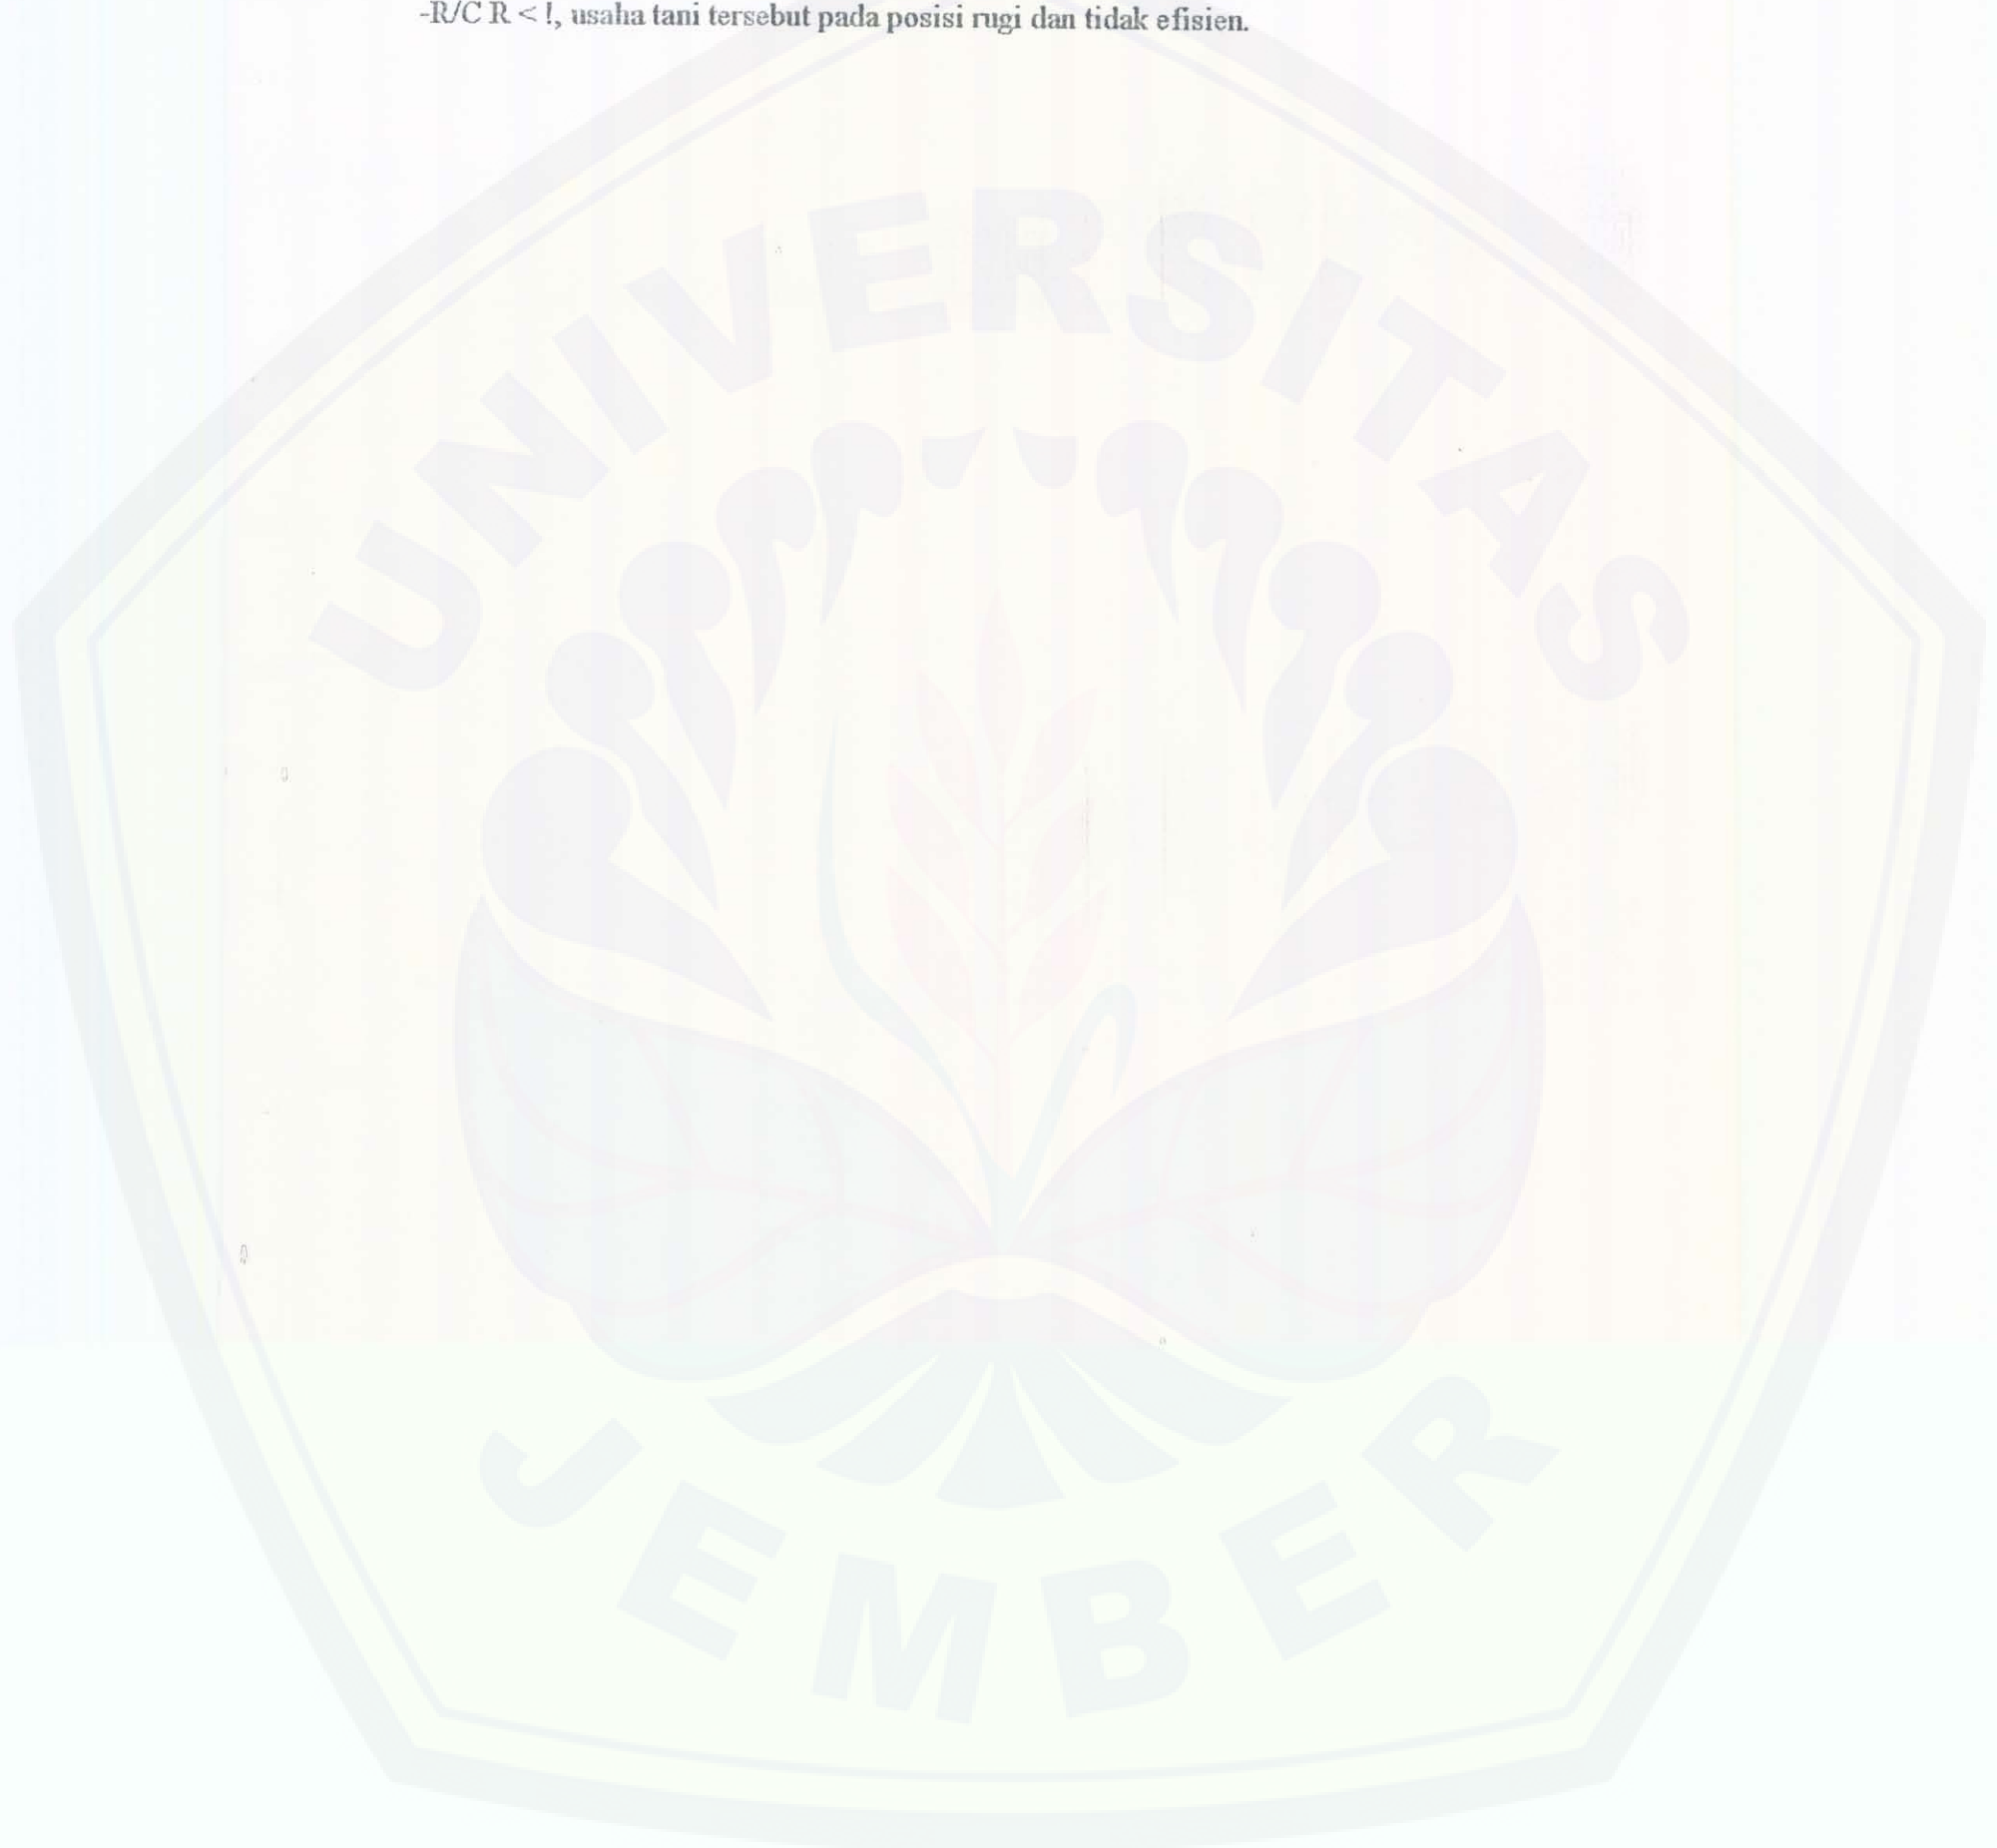 -R/C R < !, usaha tani tersebut pada posisi rugi dan tidak efisien.
UNIVERSITAS
JEMBER